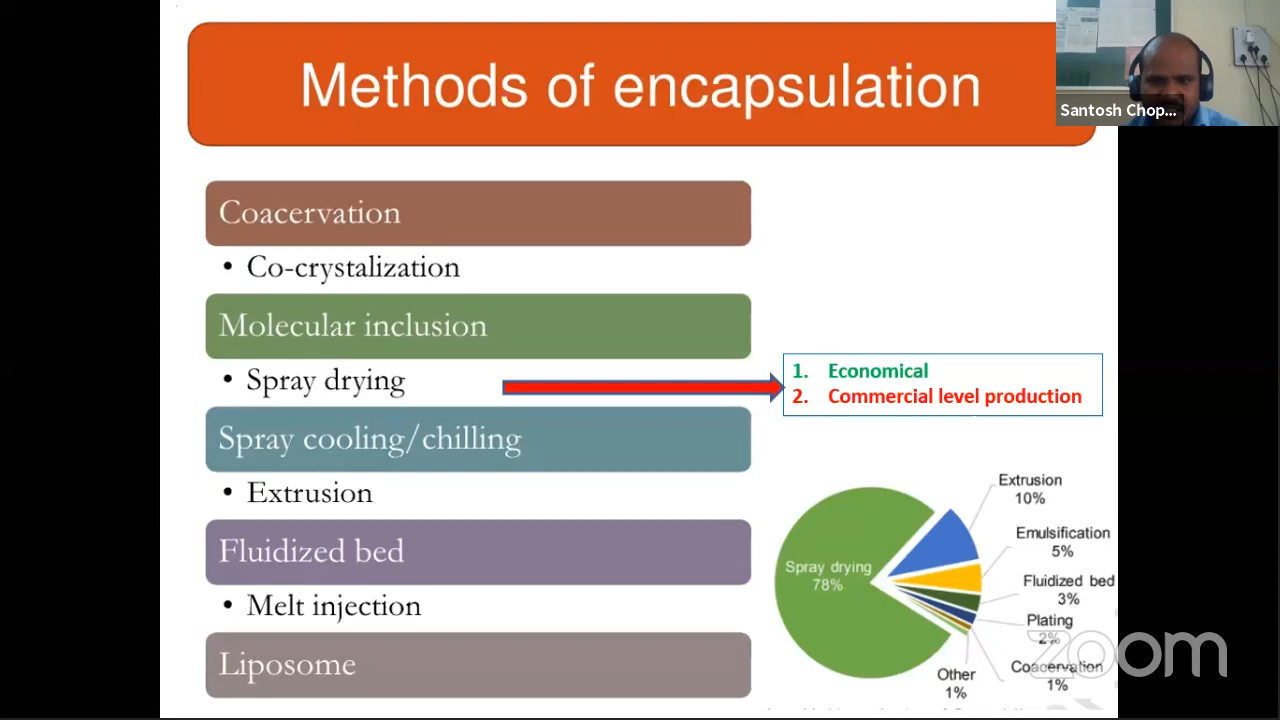 Methods of encapsulation
Santosh Chop...
Coacervation
• Co-crystalization
Molecular inclusion
• Spray drying
1. Economical
2. Commercial level production
Spray cooling/chilling
• Extrusion
Fluidized bed
• Melt injection
Liposome
Extrusion
10%
Emulsification
5%
Spray drying
78%
Fluidized bed
3%
Plating
2%
Coacervation
1%
Other
1%
zoom